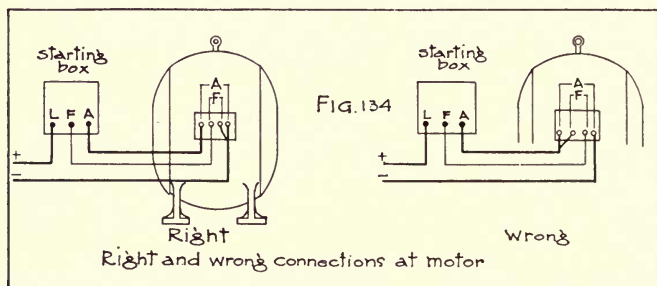 starting
box
L F A
A
F
+
−
Right
FIG. 134
starting
box
L F A
A
F
+
−
Wrong
Right and wrong connections at motor